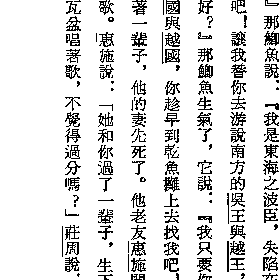 』那鯽魚說：『我是東海之波臣，失陷在
吧！讓我替你去游說南方的吳王與越王，
好？』那鯽魚生氣了，它說：『我只要你
國與越國，你趁早到乾魚攤上去找我吧，
著一輩子，他的妻先死了。他老友惠施問
歌。惠施說：「她和你過了一輩子，生下
瓦盆唱著歌，不覺得過分嗎？」莊周說，